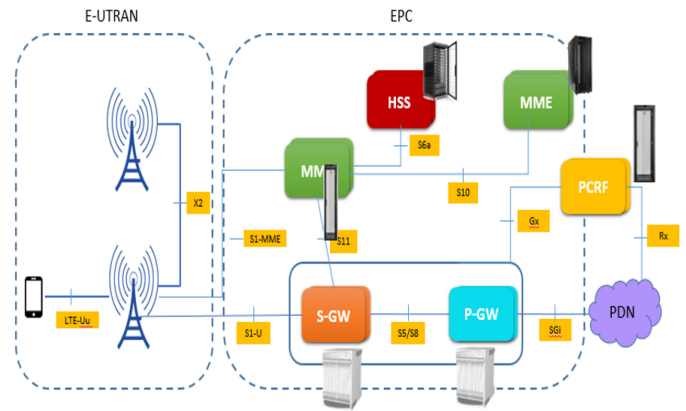 E-UTRAN
EPC
HSS
MME
MM
S6a
S10
PCRF
X2
Gx
Rx
S1-MME
S11
LTE-Uu
S1-U
S-GW
S5/S8
P-GW
SGi
PDN